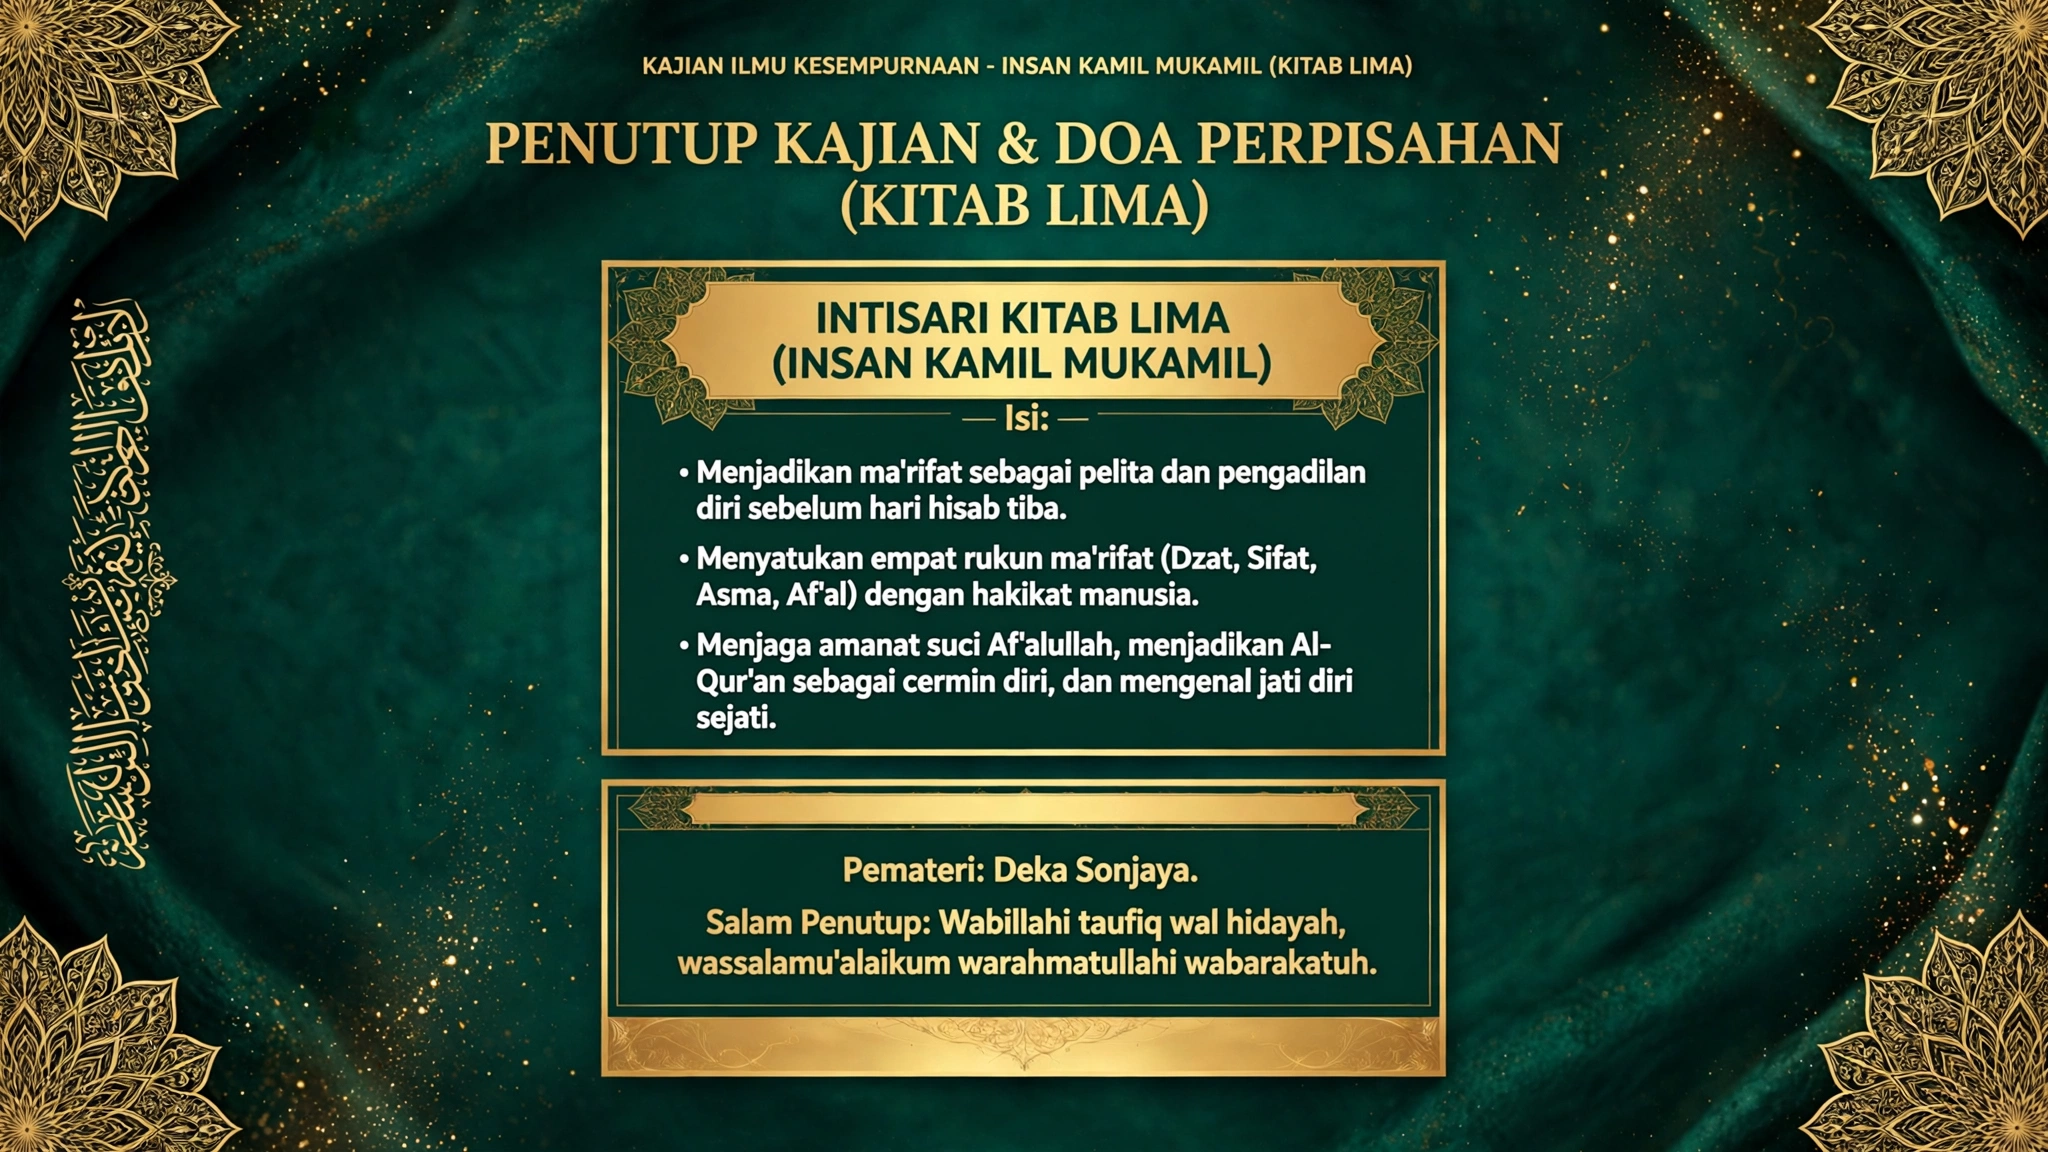 KAJIAN ILMU KESEMPURNAAN - INSAN KAMIL MUKAMIL (KITAB LIMA)
PENUTUP KAJIAN & DOA PERPISAHAN
(KITAB LIMA)
INTISARI KITAB LIMA
(INSAN KAMIL MUKAMIL)
— Isi: —
• Menjadikan ma'rifat sebagai pelita dan pengadilan
diri sebelum hari hisab tiba.
• Menyatukan empat rukun ma'rifat (Dzat, Sifat,
Asma, Af'al) dengan hakikat manusia.
• Menjaga amanat suci Af'alullah, menjadikan Al-
Qur'an sebagai cermin diri, dan mengenal jati diri
sejati.
Pemateri: Deka Sonjaya.
Salam Penutup: Wabillahi taufiq wal hidayah,
wassalamu'alaikum warahmatullahi wabarakatuh.